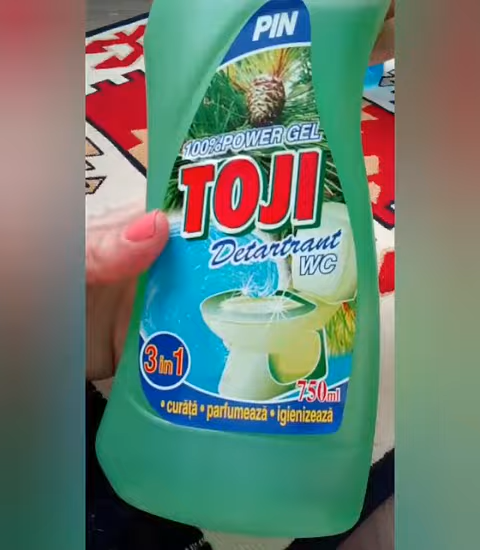 PIN
100% POWER GEL
TOJI
Detartrant
WC
3 in 1
750ml
• curăță • parfumează • igienizează